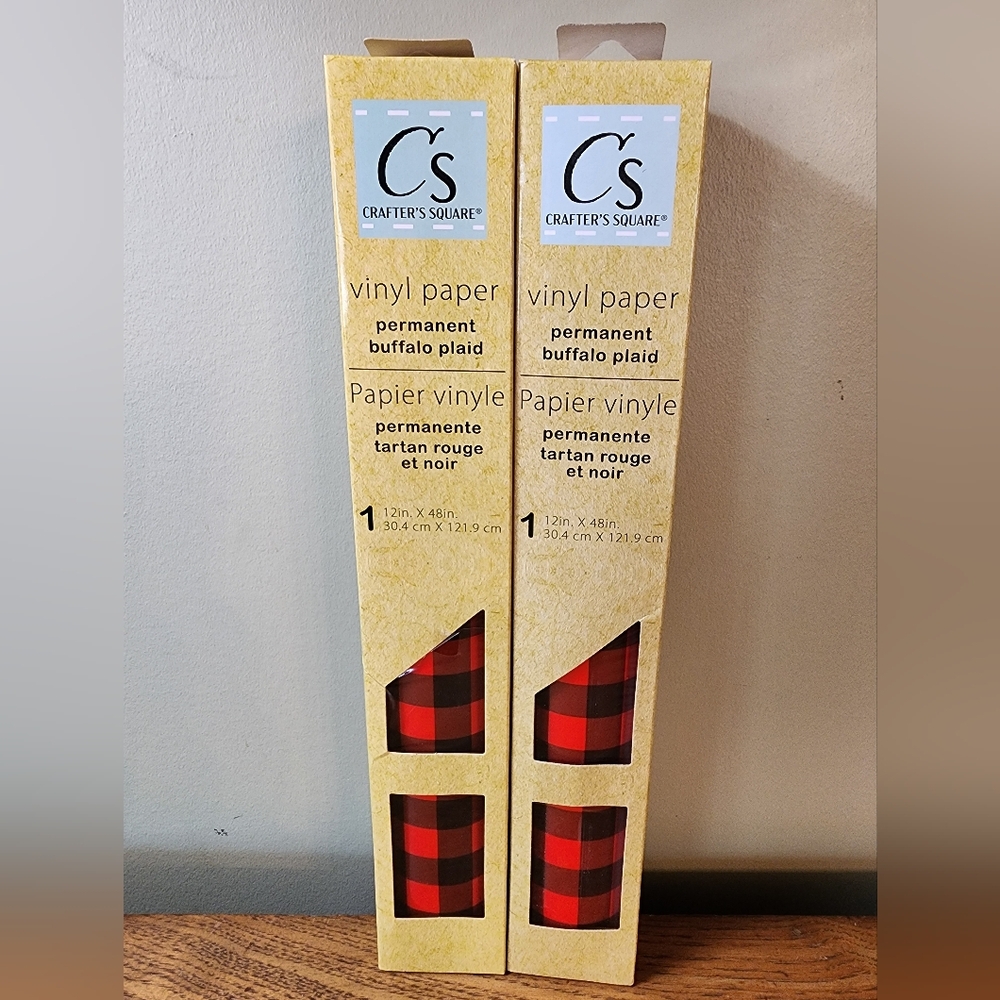 Cs
CRAFTER'S SQUARE®
vinyl paper
permanent
buffalo plaid
Papier vinyle
permanente
tartan rouge
et noir
1 12in. X 48in.
30.4 cm X 121.9 cm
Cs
CRAFTER'S SQUARE®
vinyl paper
permanent
buffalo plaid
Papier vinyle
permanente
tartan rouge
et noir
1 12in. X 48in.
30.4 cm X 121.9 cm